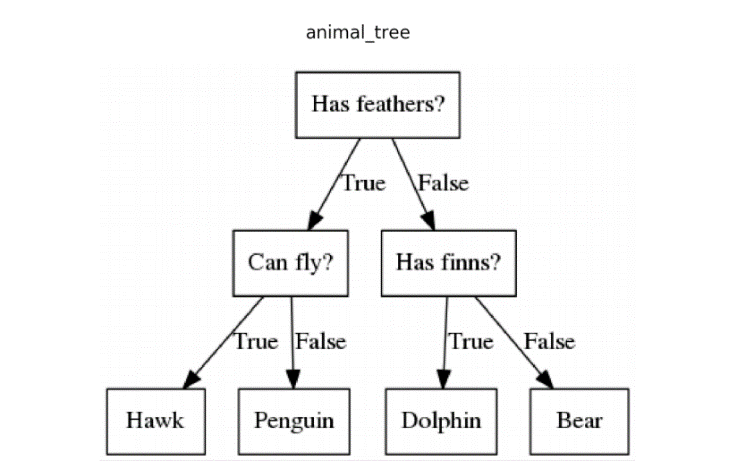 animal_tree
Has feathers?
True False
Can fly? Has finns?
True False True False
Hawk Penguin Dolphin Bear